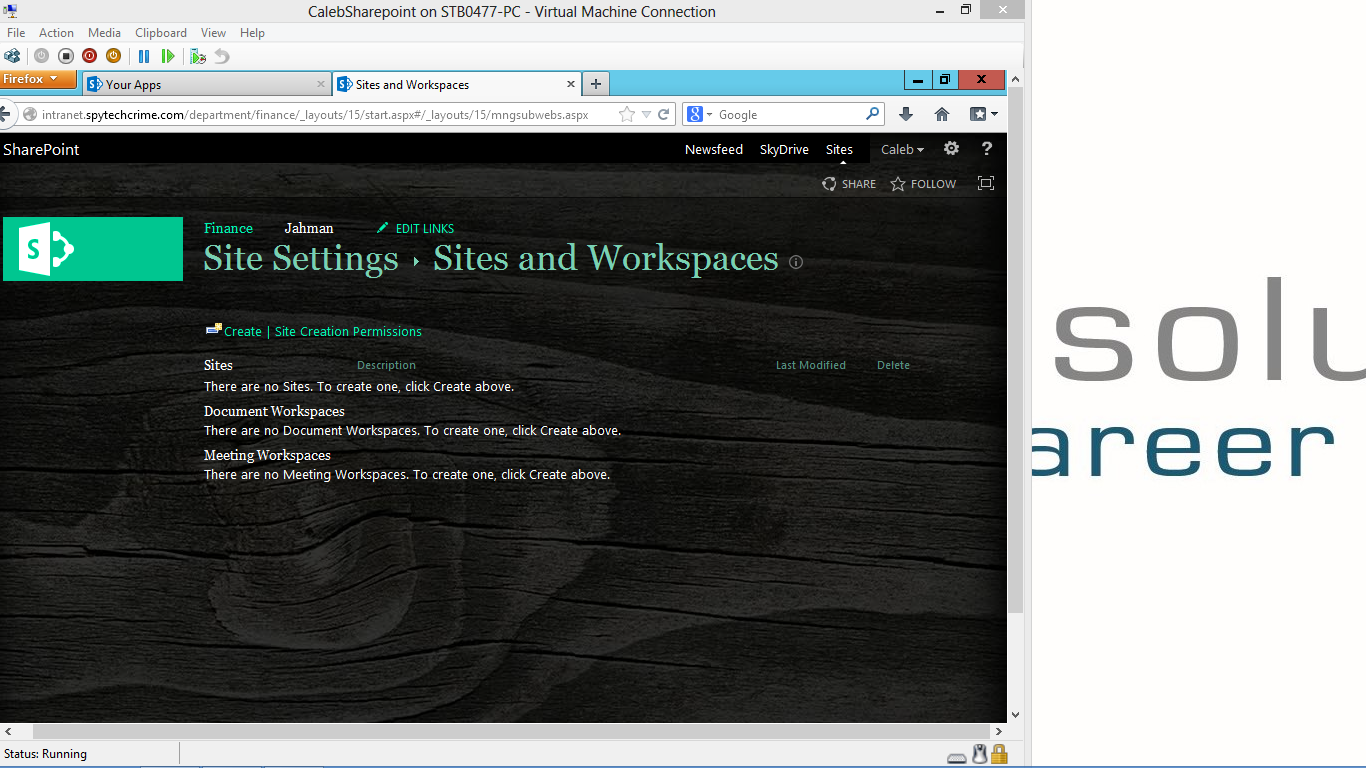 CalebSharepoint on STB0477-PC - Virtual Machine Connection
File Action Media Clipboard View Help
Firefox
Your Apps
Sites and Workspaces
intranet.spytechcrime.com/department/finance/_layouts/15/start.aspx#/_layouts/15/mngsubwebs.aspx
Google
SharePoint
Newsfeed SkyDrive Sites Caleb ?
SHARE FOLLOW
S
Finance Jahman EDIT LINKS
Site Settings Sites and Workspaces
Create | Site Creation Permissions
Sites Description Last Modified Delete
There are no Sites. To create one, click Create above.
Document Workspaces
There are no Document Workspaces. To create one, click Create above.
Meeting Workspaces
There are no Meeting Workspaces. To create one, click Create above.
Status: Running
solu
areer